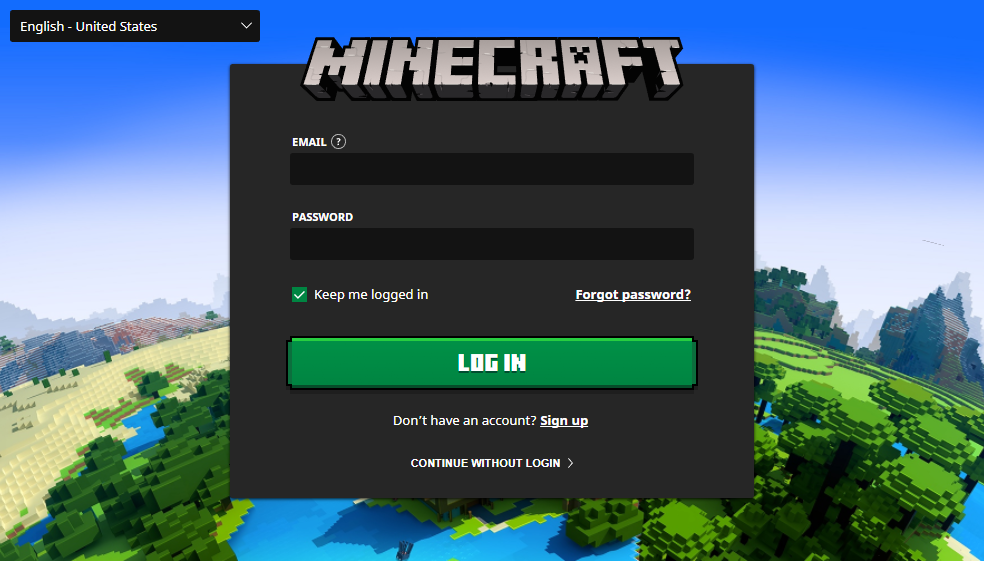 English - United States
MINECRAFT
EMAIL ?
PASSWORD
Keep me logged in
Forgot password?
LOG IN
Don’t have an account? Sign up
CONTINUE WITHOUT LOGIN